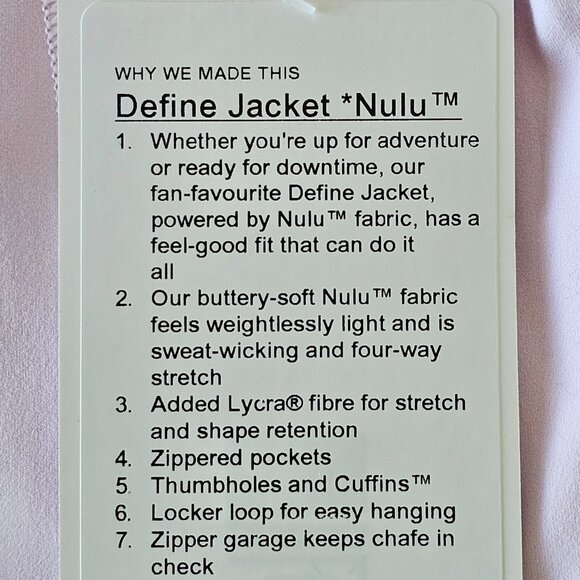 WHY WE MADE THIS
Define Jacket *Nulu™
1. Whether you're up for adventure
or ready for downtime, our
fan-favourite Define Jacket,
powered by Nulu™ fabric, has a
feel-good fit that can do it
all
2. Our buttery-soft Nulu™ fabric
feels weightlessly light and is
sweat-wicking and four-way
stretch
3. Added Lycra® fibre for stretch
and shape retention
4. Zippered pockets
5. Thumbholes and Cuffins™
6. Locker loop for easy hanging
7. Zipper garage keeps chafe in
check